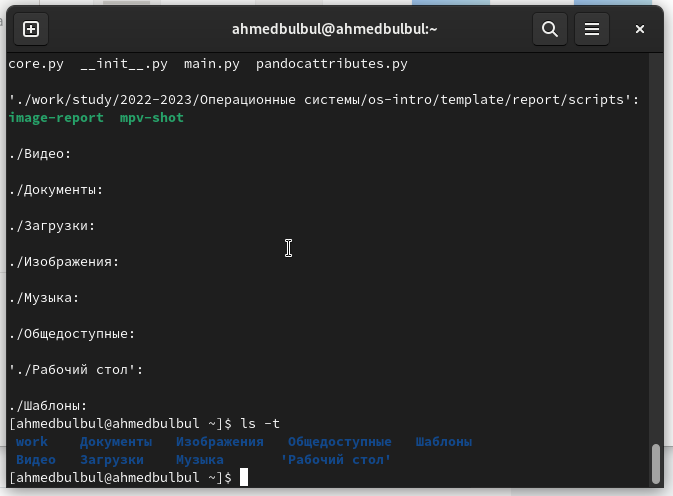 ahmedbulbul@ahmedbulbul:~
core.py  __init__.py  main.py  pandocattributes.py
'./work/study/2022-2023/Операционные системы/os-intro/template/report/scripts':
image-report  mpv-shot
./Видео:
./Документы:
./Загрузки:
./Изображения:
./Музыка:
./Общедоступные:
'./Рабочий стол':
./Шаблоны:
[ahmedbulbul@ahmedbulbul ~]$ ls -t
work    Документы   Изображения   Общедоступные   Шаблоны
Видео   Загрузки    Музыка       'Рабочий стол'
[ahmedbulbul@ahmedbulbul ~]$